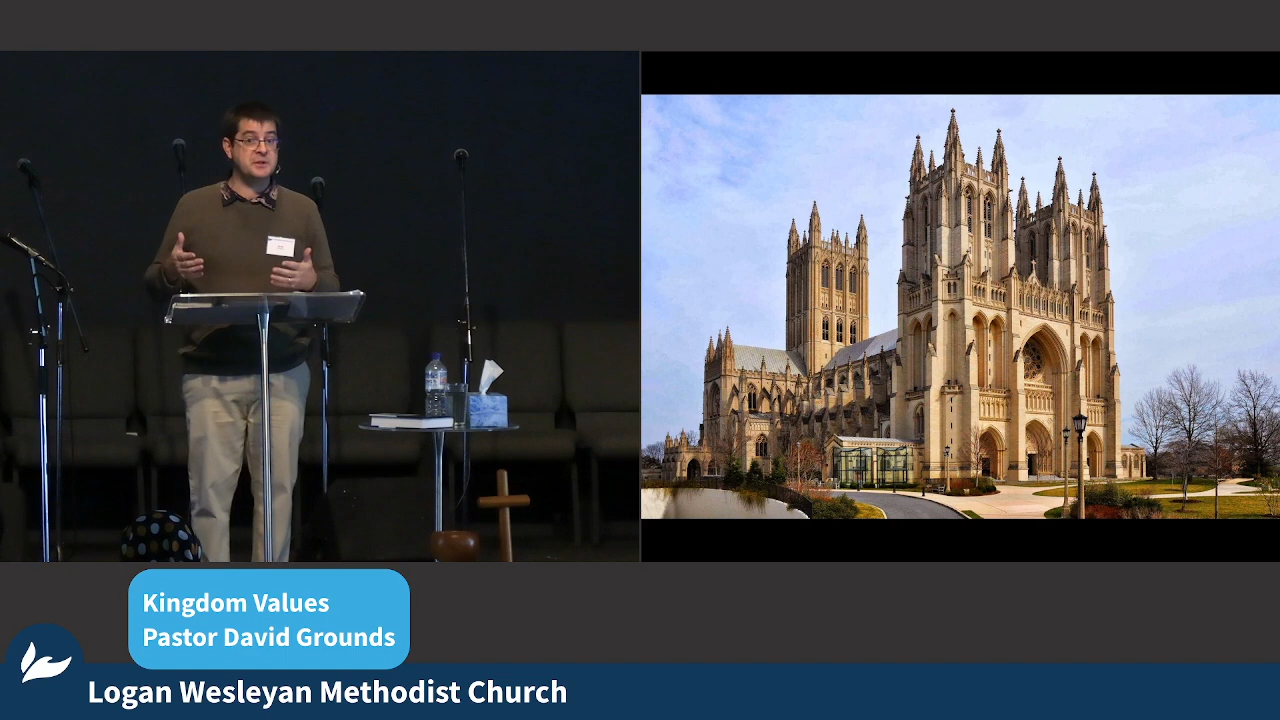 Kingdom Values
Pastor David Grounds
Logan Wesleyan Methodist Church